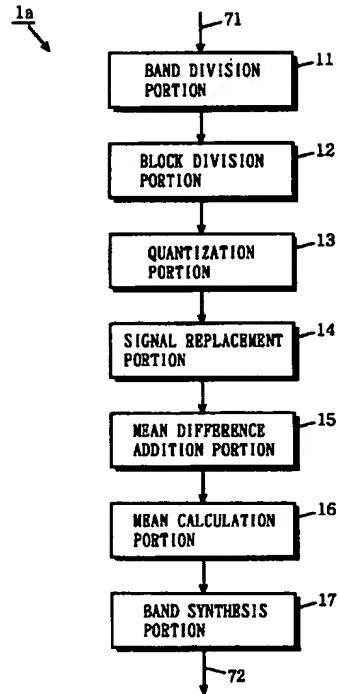 1a
71
BAND DIVISION
PORTION
11
BLOCK DIVISION
PORTION
12
QUANTIZATION
PORTION
13
SIGNAL REPLACEMENT
PORTION
14
MEAN DIFFERENCE
ADDITION PORTION
15
MEAN CALCULATION
PORTION
16
BAND SYNTHESIS
PORTION
17
72